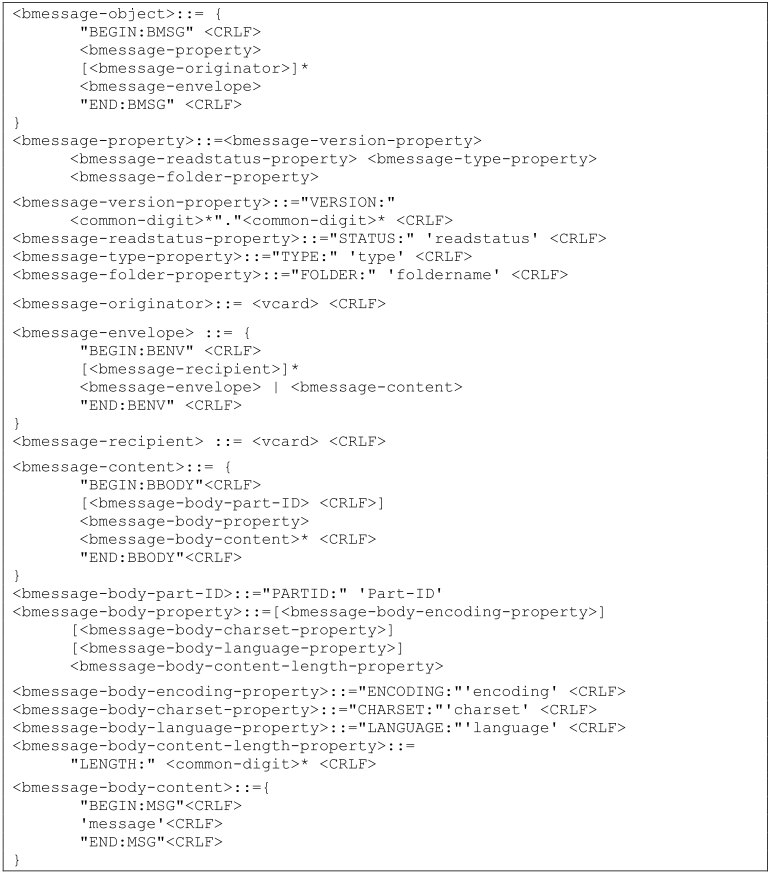 <bmessage-object>::= {
"BEGIN:BMSG" <CRLF>
<bmessage-property>
[<bmessage-originator>]*
<bmessage-envelope>
"END:BMSG" <CRLF>
}
<bmessage-property>::=<bmessage-version-property>
<bmessage-readstatus-property> <bmessage-type-property>
<bmessage-folder-property>
<bmessage-version-property>::="VERSION:"
<common-digit>*"."<common-digit>* <CRLF>
<bmessage-readstatus-property>::="STATUS:" 'readstatus' <CRLF>
<bmessage-type-property>::="TYPE:" 'type' <CRLF>
<bmessage-folder-property>::="FOLDER:" 'foldername' <CRLF>
<bmessage-originator>::= <vcard> <CRLF>
<bmessage-envelope> ::= {
"BEGIN:BENV" <CRLF>
[<bmessage-recipient>]*
<bmessage-envelope> | <bmessage-content>
"END:BENV" <CRLF>
}
<bmessage-recipient> ::= <vcard> <CRLF>
<bmessage-content>::= {
"BEGIN:BBODY"<CRLF>
[<bmessage-body-part-ID> <CRLF>]
<bmessage-body-property>
<bmessage-body-content>* <CRLF>
"END:BBODY"<CRLF>
}
<bmessage-body-part-ID>::="PARTID:" 'Part-ID'
<bmessage-body-property>::=[<bmessage-body-encoding-property>]
[<bmessage-body-charset-property>]
[<bmessage-body-language-property>]
<bmessage-body-content-length-property>
<bmessage-body-encoding-property>::="ENCODING:"'encoding' <CRLF>
<bmessage-body-charset-property>::="CHARSET:"'charset' <CRLF>
<bmessage-body-language-property>::="LANGUAGE:"'language' <CRLF>
<bmessage-body-content-length-property>::=
"LENGTH:" <common-digit>* <CRLF>
<bmessage-body-content>::={
"BEGIN:MSG"<CRLF>
'message'<CRLF>
"END:MSG"<CRLF>
}